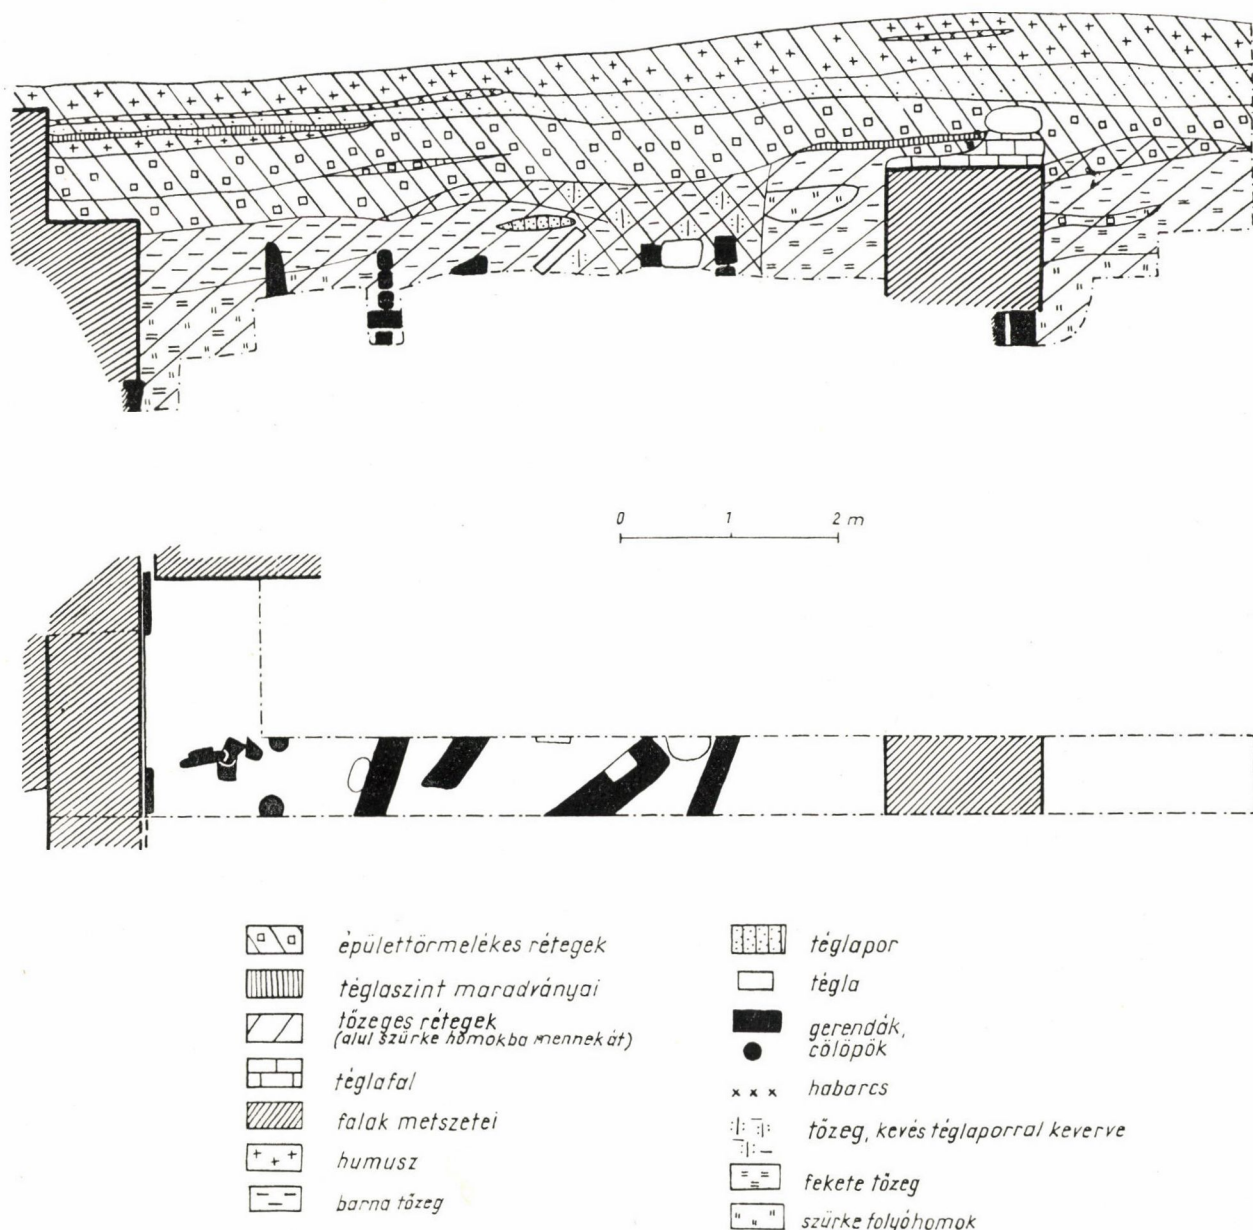 0 1 2 m
épülettörmelékes rétegek
téglaszint maradványai
tőzeges rétegek
(alul szürke homokba mennek át)
téglafal
falak metszetei
humusz
barna tőzeg
téglapor
tégla
gerendák,
cölöpök
habarcs
tőzeg, kevés téglaporral keverve
fekete tőzeg
szürke folyóhomok